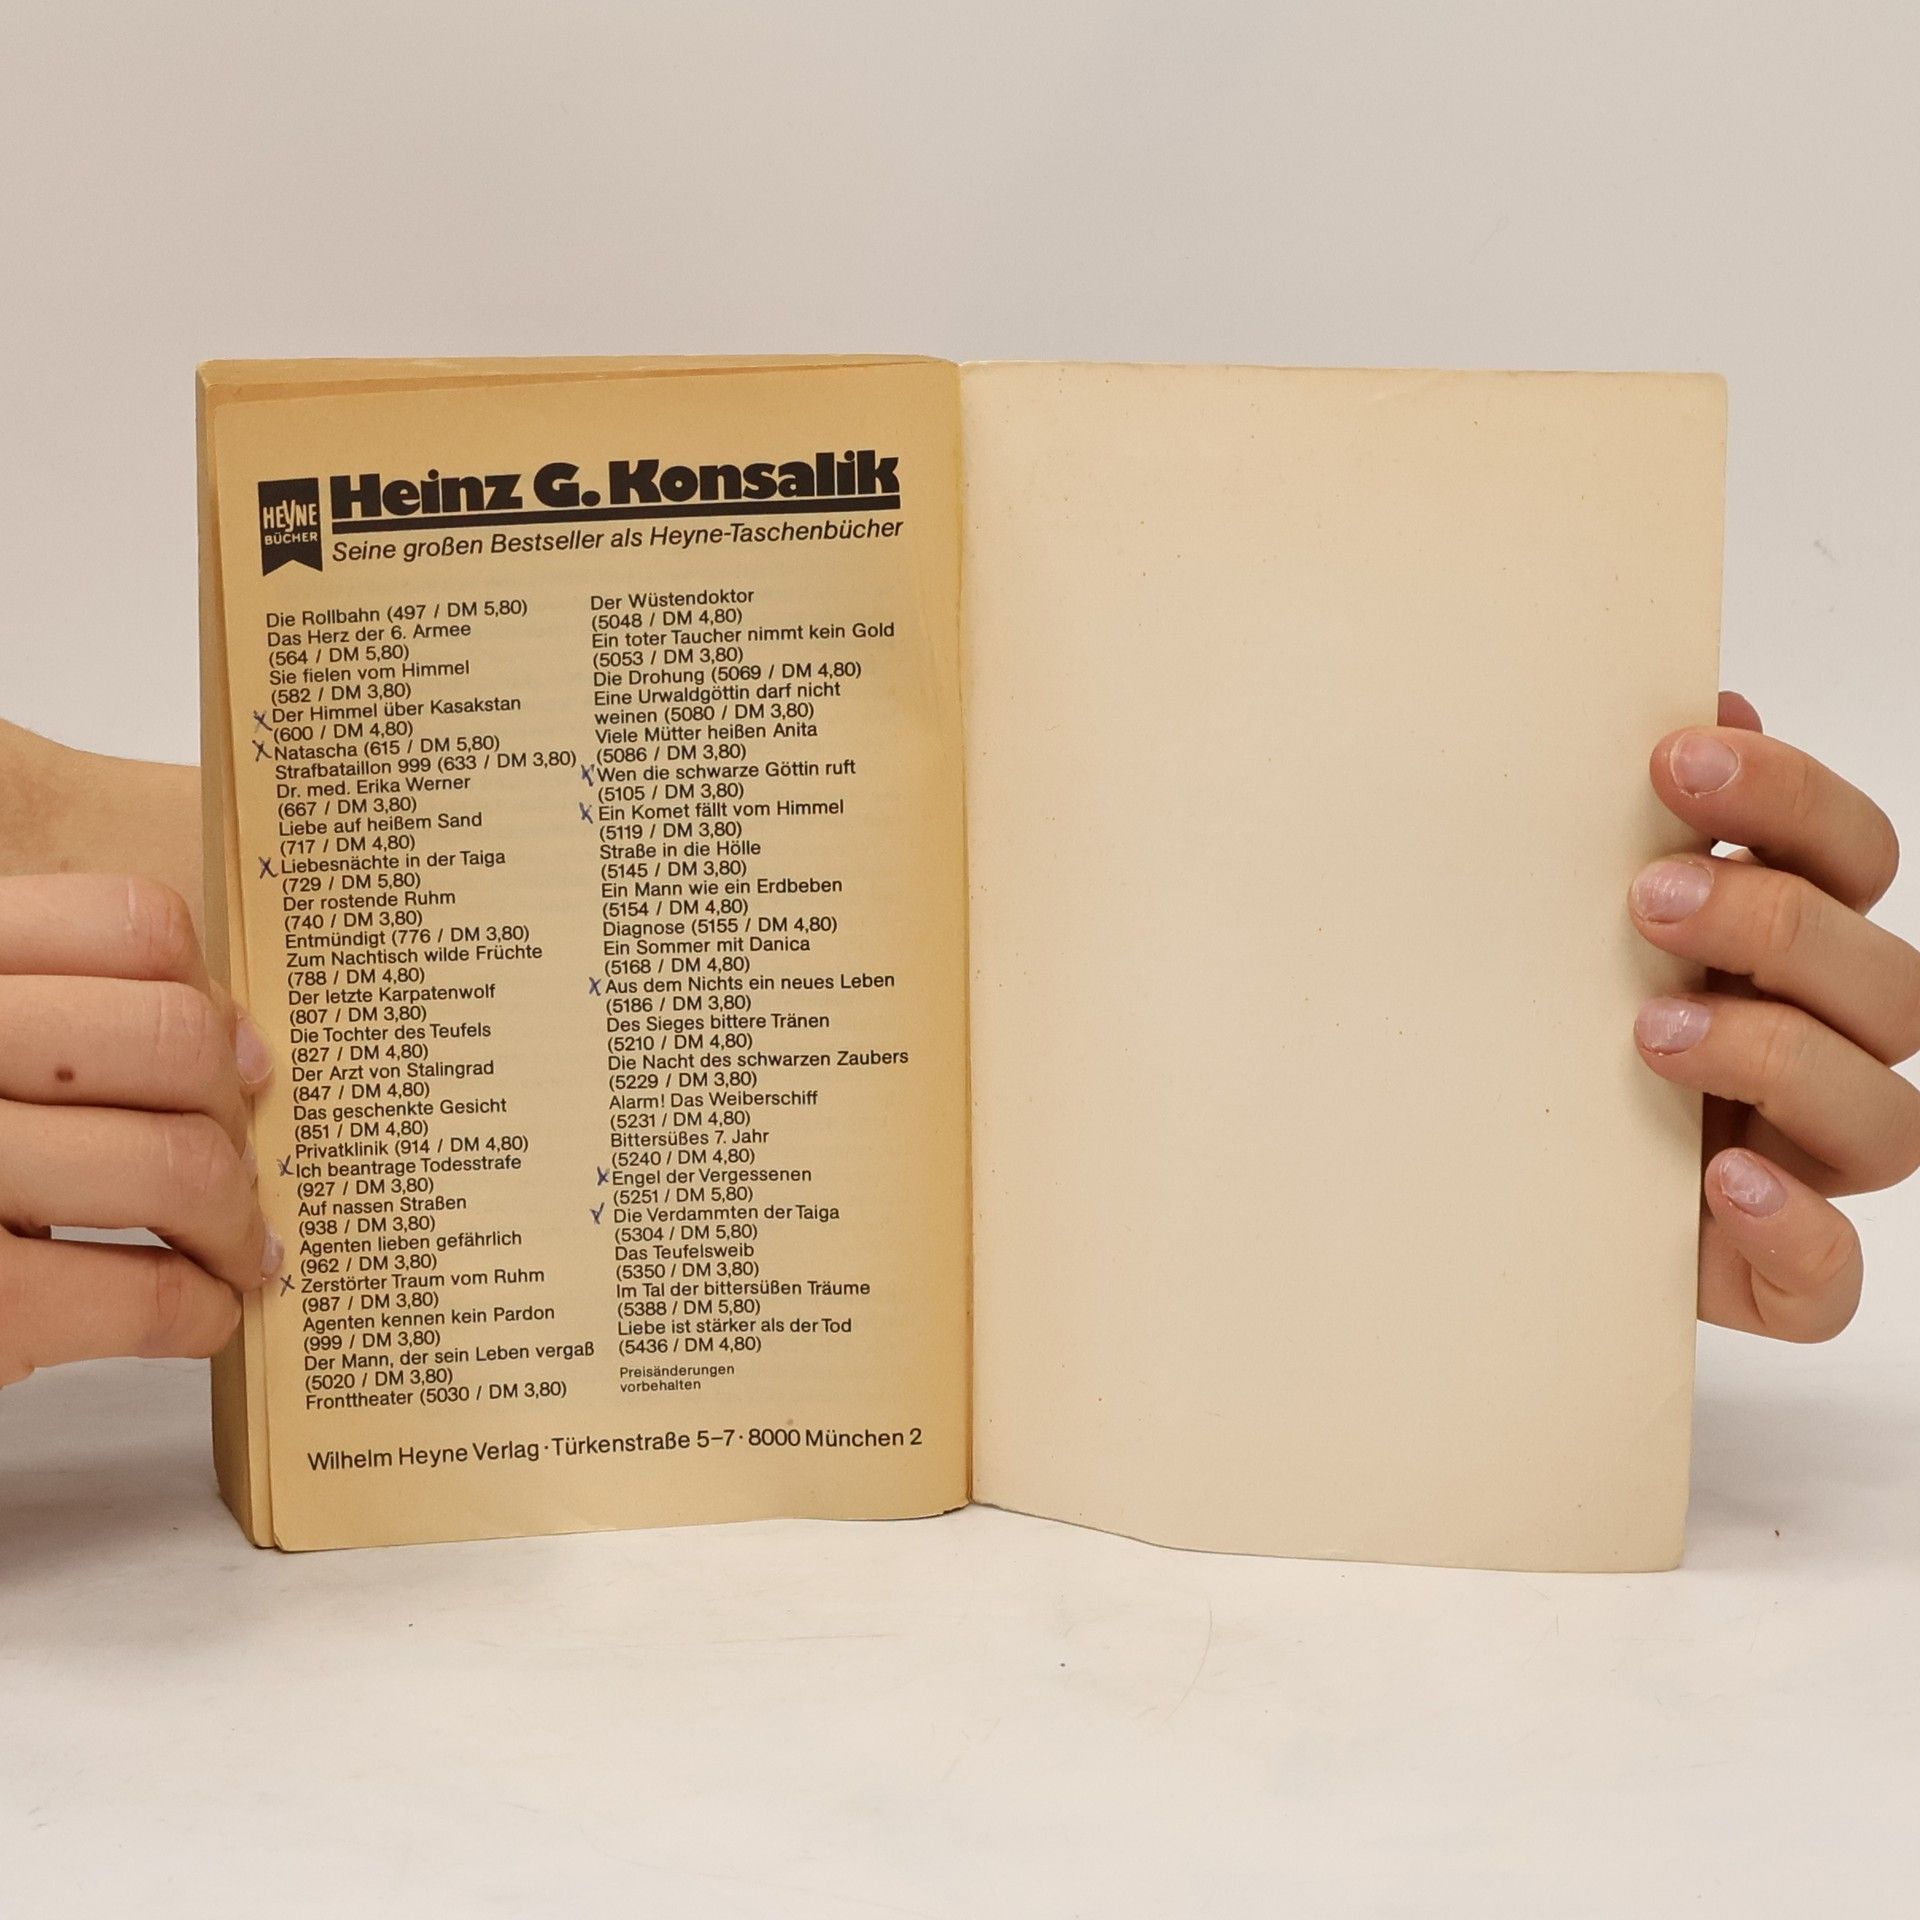 HEYNE
BÜCHER
Heinz G. Konsalik
Seine großen Bestseller als Heyne-Taschenbücher
Die Rollbahn (497 / DM 5,80)
Das Herz der 6. Armee
(564 / DM 5,80)
Sie fielen vom Himmel
(582 / DM 3,80)
x Der Himmel über Kasakstan
(600 / DM 4,80)
x Natascha (615 / DM 5,80)
Strafbataillon 999 (633 / DM 3,80)
Dr. med. Erika Werner
(667 / DM 3,80)
Liebe auf heißem Sand
(717 / DM 4,80)
x Liebesnächte in der Taiga
(729 / DM 5,80)
Der rostende Ruhm
(740 / DM 3,80)
Entmündigt (776 / DM 3,80)
Zum Nachtisch wilde Früchte
(788 / DM 4,80)
Der letzte Karpatenwolf
(807 / DM 3,80)
Die Tochter des Teufels
(827 / DM 4,80)
Der Arzt von Stalingrad
(847 / DM 4,80)
Das geschenkte Gesicht
(851 / DM 4,80)
Privatklinik (914 / DM 4,80)
x Ich beantrage Todesstrafe
(927 / DM 3,80)
Auf nassen Straßen
(938 / DM 3,80)
Agenten lieben gefährlich
(962 / DM 3,80)
x Zerstörter Traum vom Ruhm
(987 / DM 3,80)
Agenten kennen kein Pardon
(999 / DM 3,80)
Der Mann, der sein Leben vergaß
(5020 / DM 3,80)
Fronttheater (5030 / DM 3,80)
Der Wüstendoktor
(5048 / DM 4,80)
Ein toter Taucher nimmt kein Gold
(5053 / DM 3,80)
Die Drohung (5069 / DM 4,80)
Eine Urwaldgöttin darf nicht
weinen (5080 / DM 3,80)
Viele Mütter heißen Anita
(5086 / DM 3,80)
x Wen die schwarze Göttin ruft
(5105 / DM 3,80)
x Ein Komet fällt vom Himmel
(5119 / DM 3,80)
Straße in die Hölle
(5145 / DM 3,80)
Ein Mann wie ein Erdbeben
(5154 / DM 4,80)
Diagnose (5155 / DM 4,80)
Ein Sommer mit Danica
(5168 / DM 4,80)
x Aus dem Nichts ein neues Leben
(5186 / DM 3,80)
Des Sieges bittere Tränen
(5210 / DM 4,80)
Die Nacht des schwarzen Zaubers
(5229 / DM 3,80)
Alarm! Das Weiberschiff
(5231 / DM 4,80)
Bittersüßes 7. Jahr
(5240 / DM 4,80)
x Engel der Vergessenen
(5251 / DM 5,80)
x Die Verdammten der Taiga
(5304 / DM 5,80)
Das Teufelsweib
(5350 / DM 3,80)
Im Tal der bittersüßen Träume
(5388 / DM 5,80)
Liebe ist stärker als der Tod
(5436 / DM 4,80)
Preisänderungen
vorbehalten
Wilhelm Heyne Verlag · Türkenstraße 5–7 · 8000 München 2